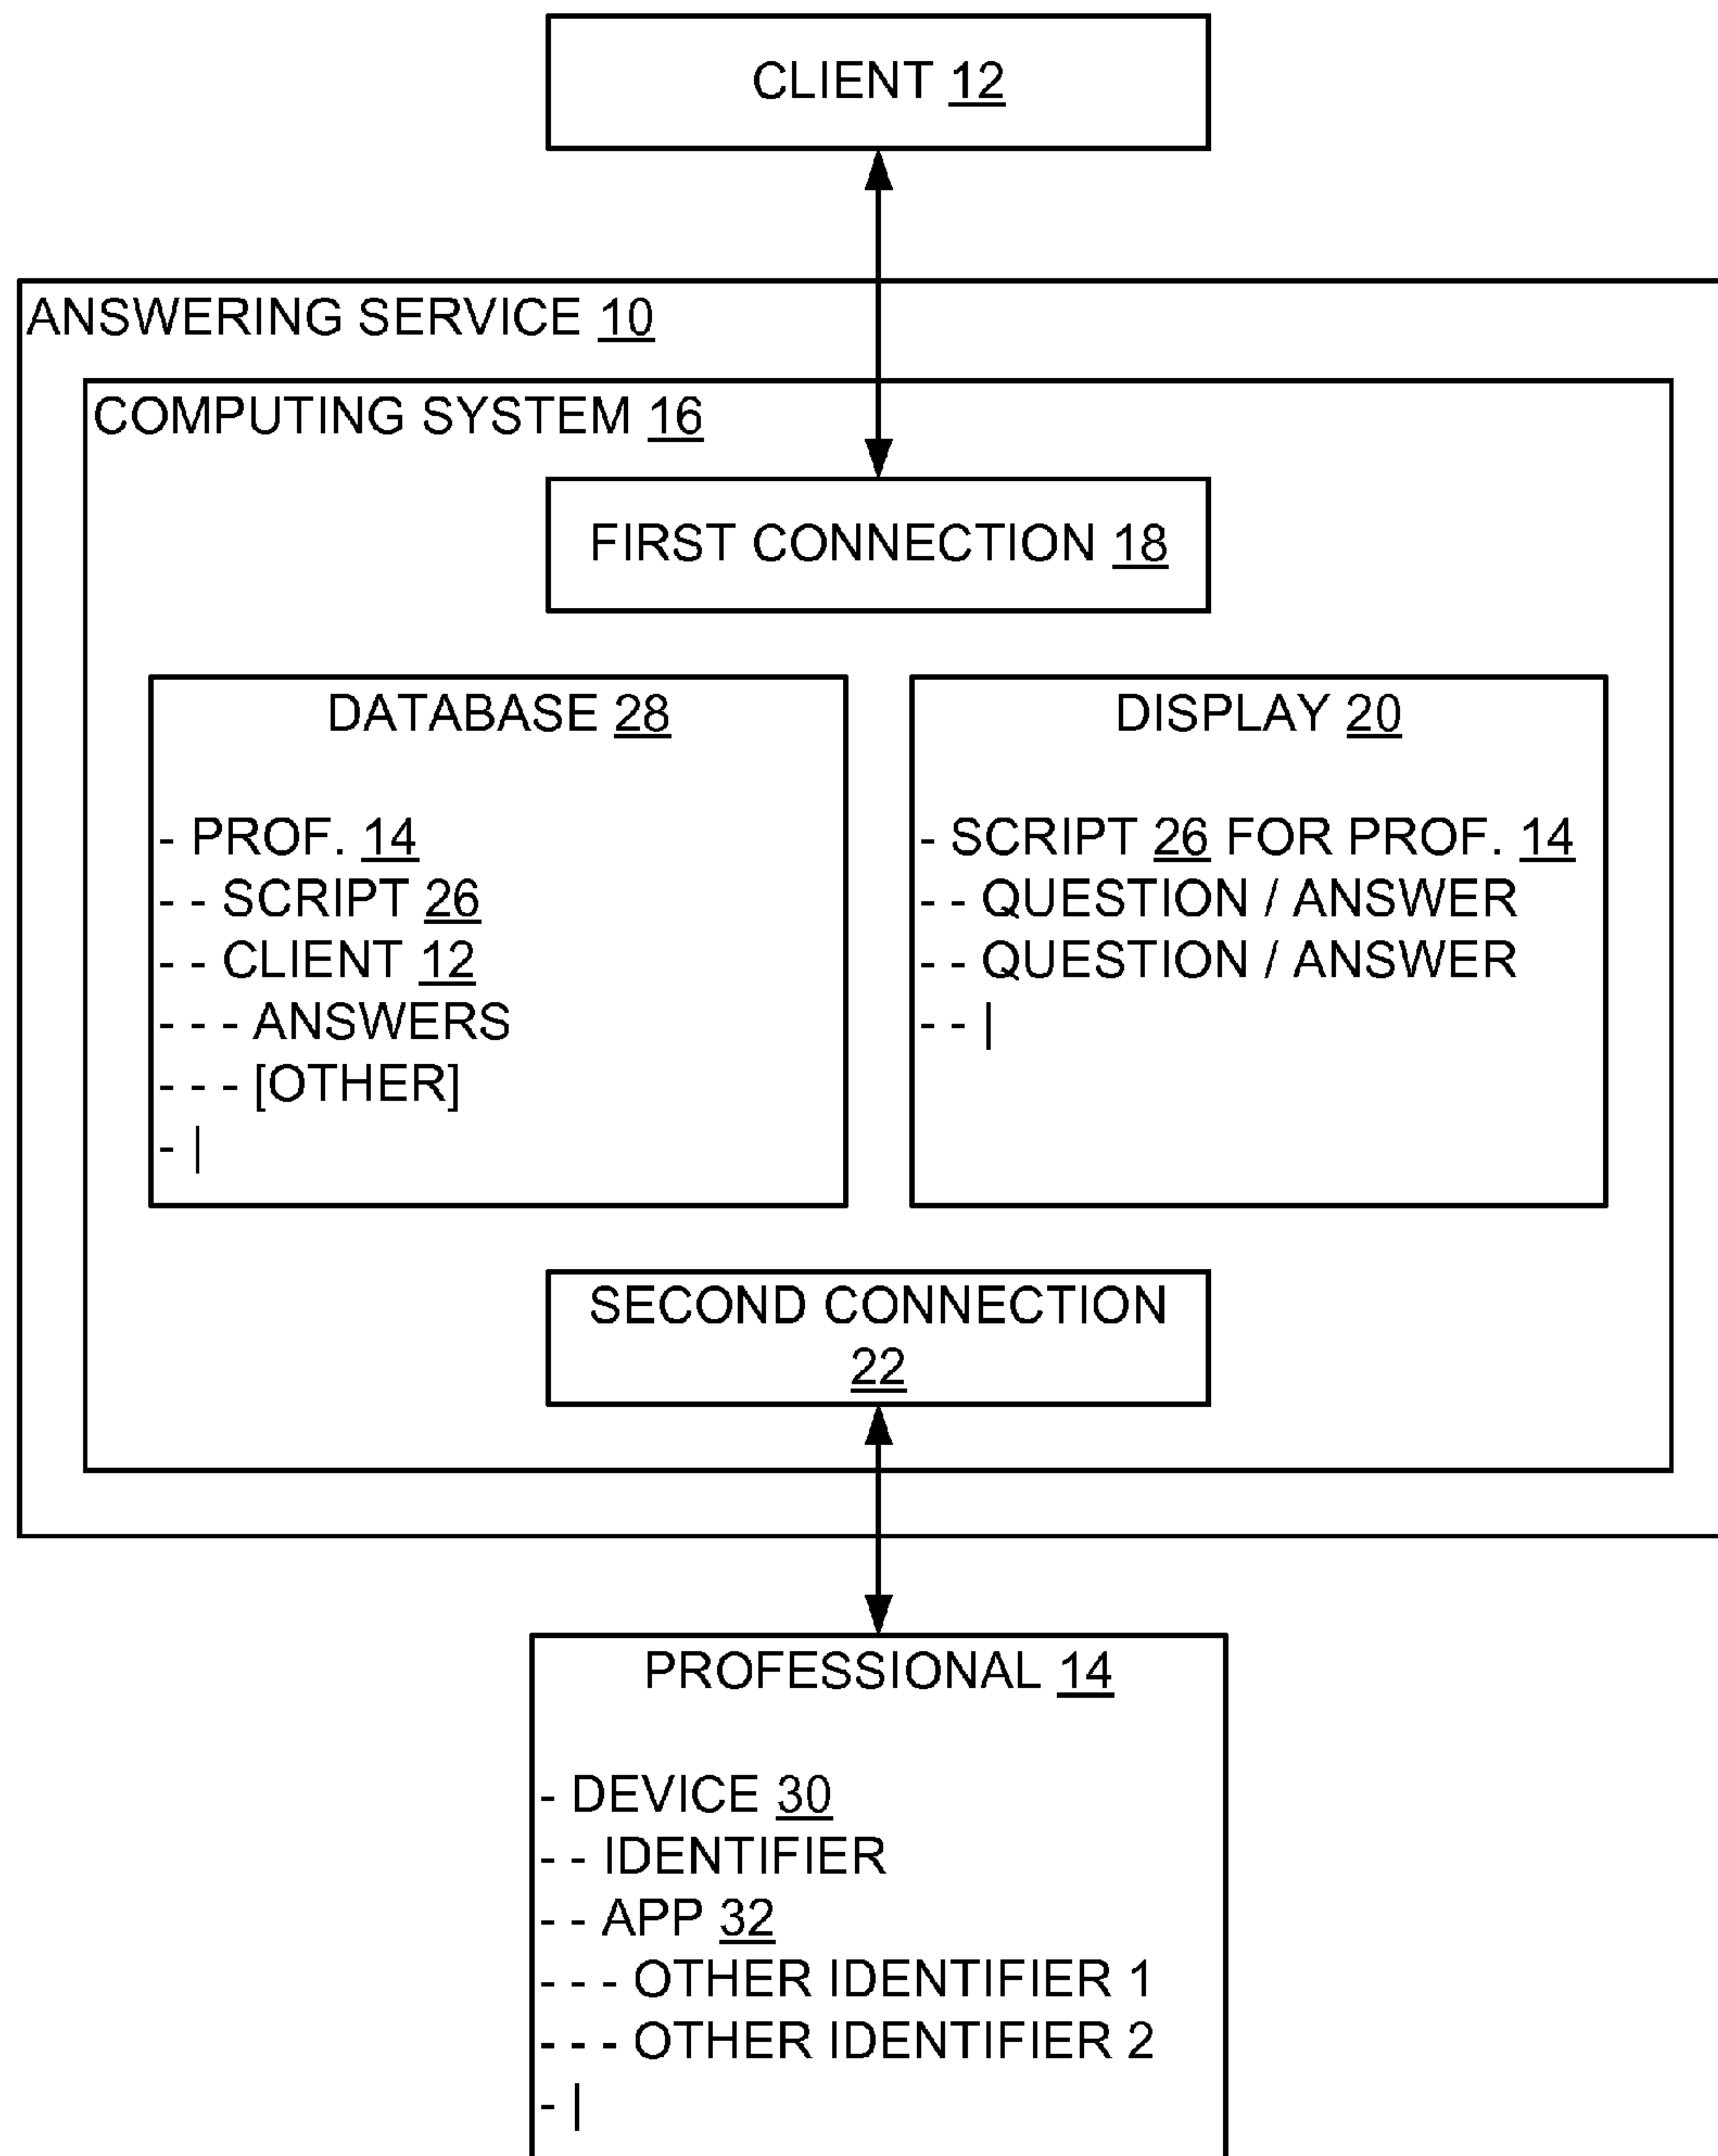 CLIENT 12
ANSWERING SERVICE 10
COMPUTING SYSTEM 16
FIRST CONNECTION 18
DATABASE 28
- PROF. 14
- - SCRIPT 26
- - CLIENT 12
- - - ANSWERS
- - - [OTHER]
- |
DISPLAY 20
- SCRIPT 26 FOR PROF. 14
- - QUESTION / ANSWER
- - QUESTION / ANSWER
- - |
SECOND CONNECTION
22
PROFESSIONAL 14
- DEVICE 30
- - IDENTIFIER
- - APP 32
- - - OTHER IDENTIFIER 1
- - - OTHER IDENTIFIER 2
- |